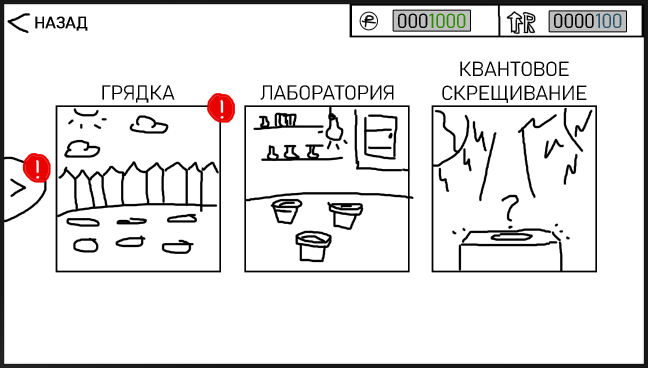 НАЗАД
0001000
0000100
ГРЯДКА
ЛАБОРАТОРИЯ
КВАНТОВОЕ
СКРЕЩИВАНИЕ
!
!
?